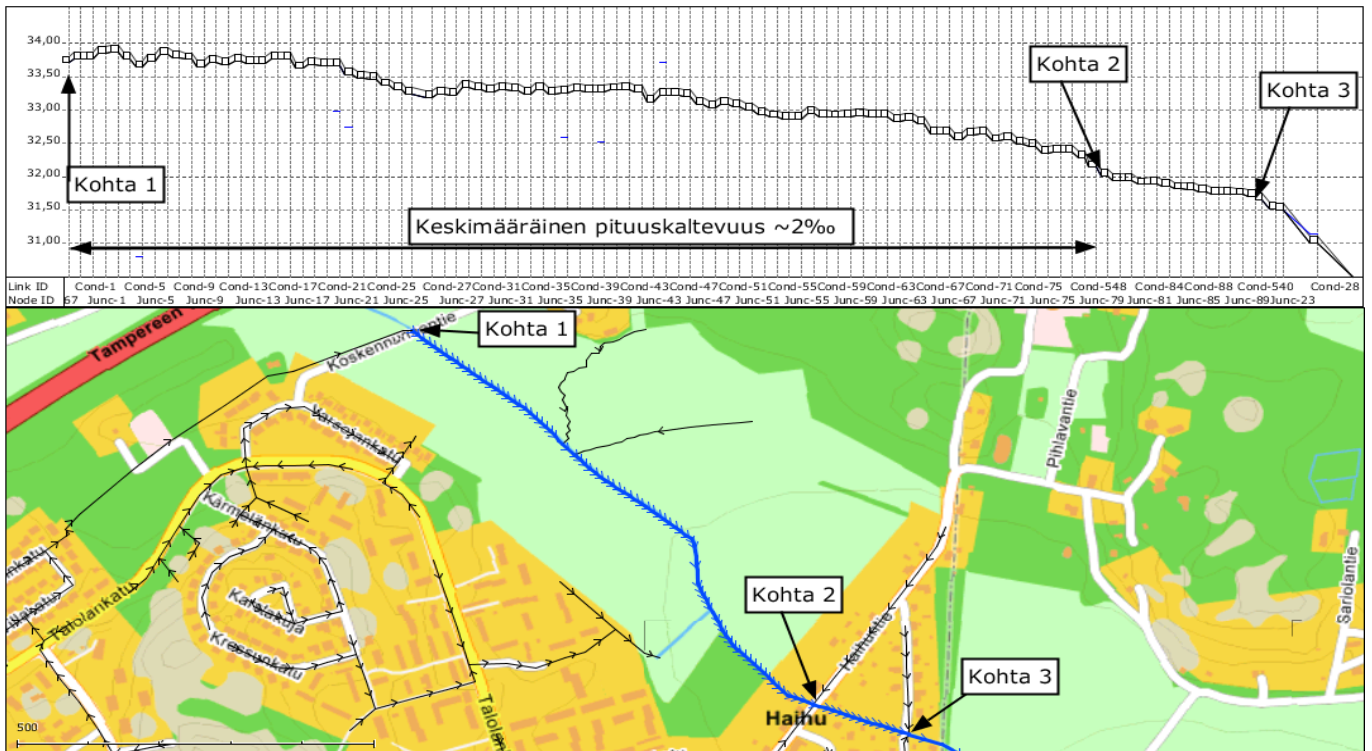 34,00
33,50
33,00
32,50
32,00
31,50
31,00
Kohta 1
Kohta 2
Kohta 3
Keskimääräinen pituuskaltevuus ~2‰
Link ID Cond-1 Cond-5 Cond-9 Cond-13 Cond-17 Cond-21 Cond-25 Cond-27 Cond-31 Cond-35 Cond-39 Cond-43 Cond-47 Cond-51 Cond-55 Cond-59 Cond-63 Cond-67 Cond-71 Cond-75 Cond-548 Cond-84 Cond-88 Cond-540 Cond-28
Node ID 67 Junc-1 Junc-5 Junc-9 Junc-13 Junc-17 Junc-21 Junc-25 Junc-27 Junc-31 Junc-35 Junc-39 Junc-43 Junc-47 Junc-51 Junc-55 Junc-59 Junc-63 Junc-67 Junc-71 Junc-75 Junc-79 Junc-81 Junc-85 Junc-89 Junc-23
Tampereen
Kohta 1
Varsojankatu
Pihlavantie
Kärmelänkatu
Talolankatu
Karialakuja
Kressunkatu
Kohta 2
Haihuntie
Sariolantie
Kohta 3
Haihu
500